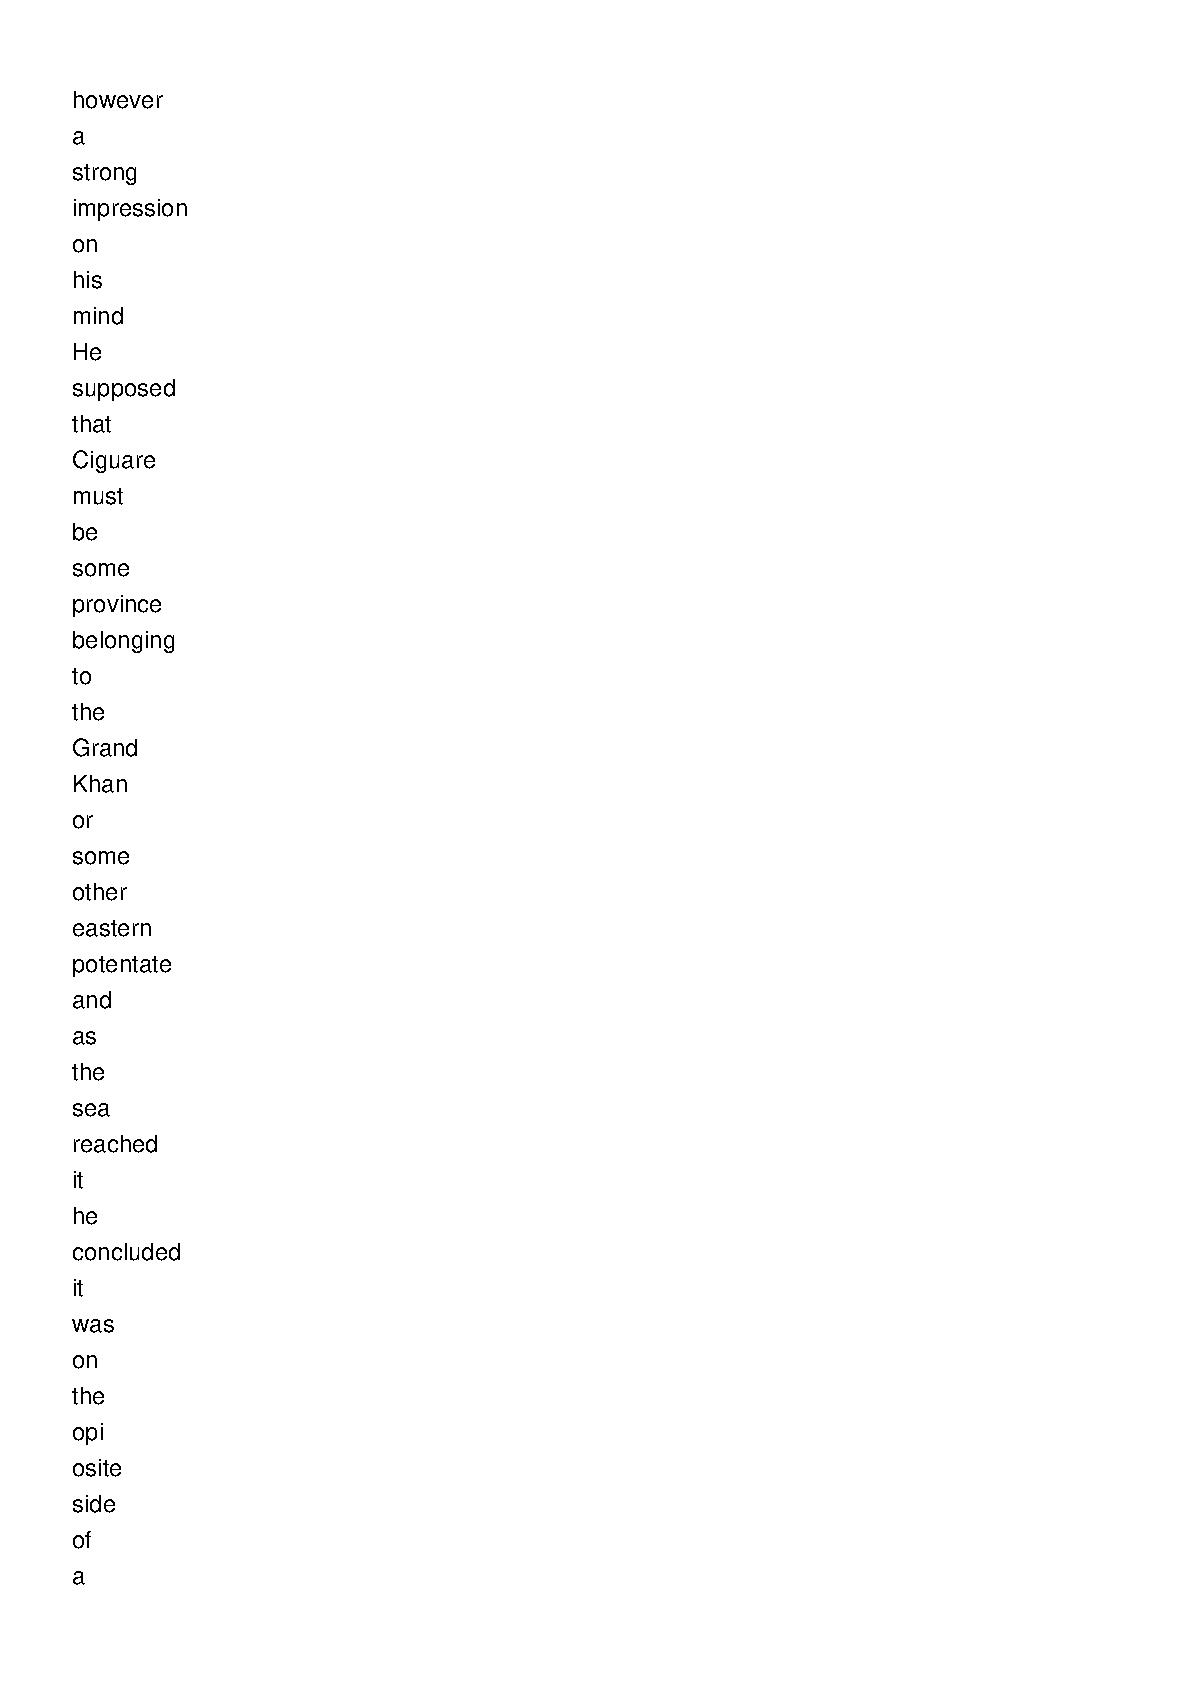 however
a
strong
impression
on
his
mind
He
supposed
that
Ciguare
must
be
some
province
belonging
to
the
Grand
Khan
or
some
other
eastern
potentate
and
as
the
sea
reached
it
he
concluded
it
was
on
the
opi
osite
side
of
a